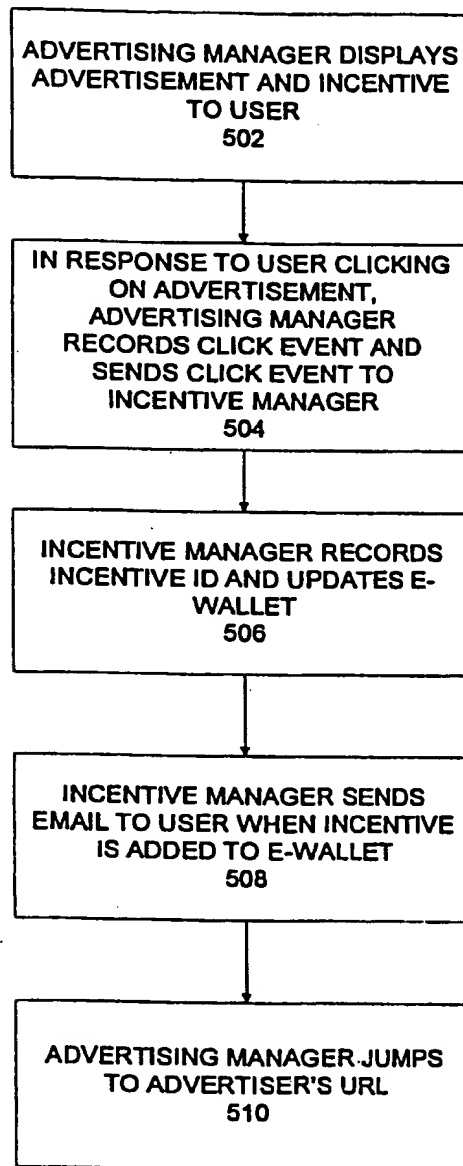 ADVERTISING MANAGER DISPLAYS
ADVERTISEMENT AND INCENTIVE
TO USER
502
IN RESPONSE TO USER CLICKING
ON ADVERTISEMENT,
ADVERTISING MANAGER
RECORDS CLICK EVENT AND
SENDS CLICK EVENT TO
INCENTIVE MANAGER
504
INCENTIVE MANAGER RECORDS
INCENTIVE ID AND UPDATES E-
WALLET
506
INCENTIVE MANAGER SENDS
EMAIL TO USER WHEN INCENTIVE
IS ADDED TO E-WALLET
508
ADVERTISING MANAGER JUMPS
TO ADVERTISER'S URL
510